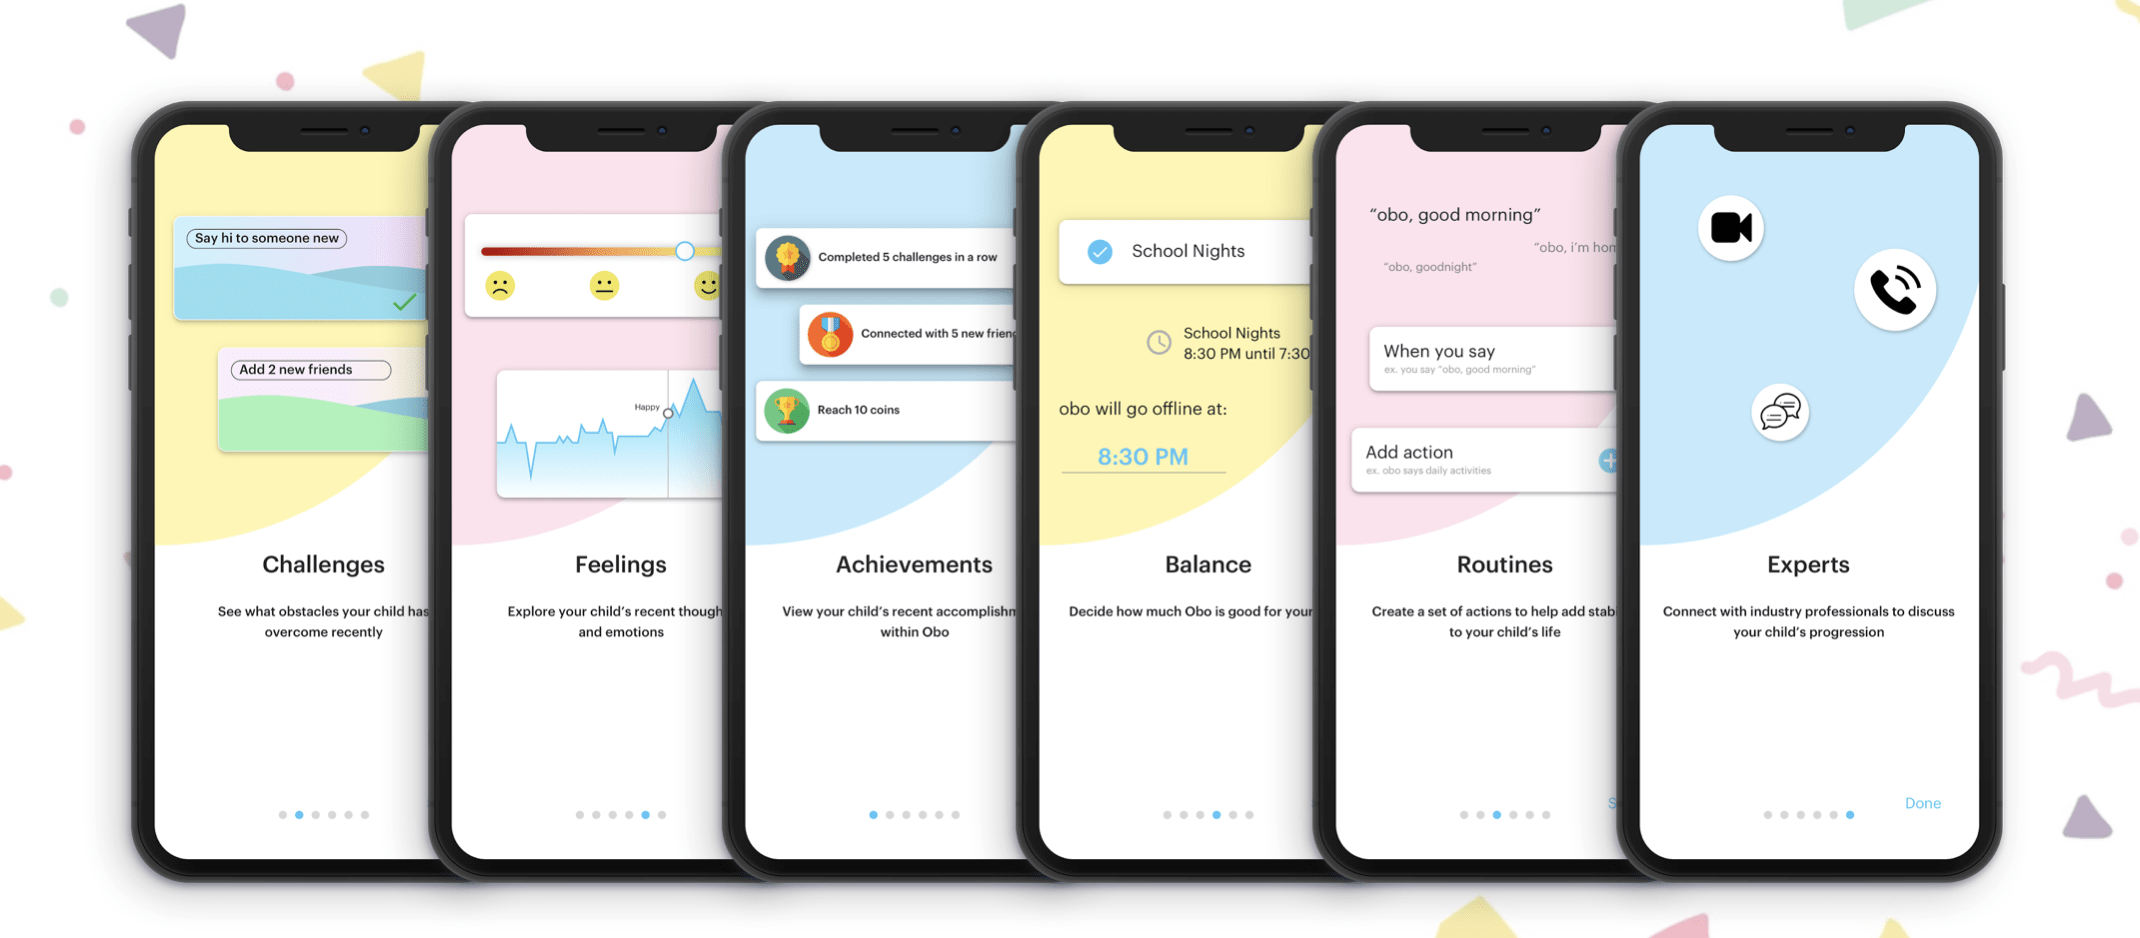 Say hi to someone new
Add 2 new friends
Challenges
See what obstacles your child has
overcome recently
Happy
Feelings
Explore your child's recent
and emotions
Completed 5 challenges in a row
Connected with 5 new
Reach 10 coins
Achievements
View your child's recent
within Obo
School Nights
School Nights
8:30 PM until 7:30
obo will go offline at:
8:30 PM
Balance
Decide how much Obo is good for your
“obo, good morning”
“obo, i'm
“obo, goodnight”
When you say
ex. you say “obo, good morning”
Add action
ex. obo says daily activities
Routines
Create a set of actions to help add
to your child's life
Experts
Connect with industry professionals to discuss
your child's progression
Done